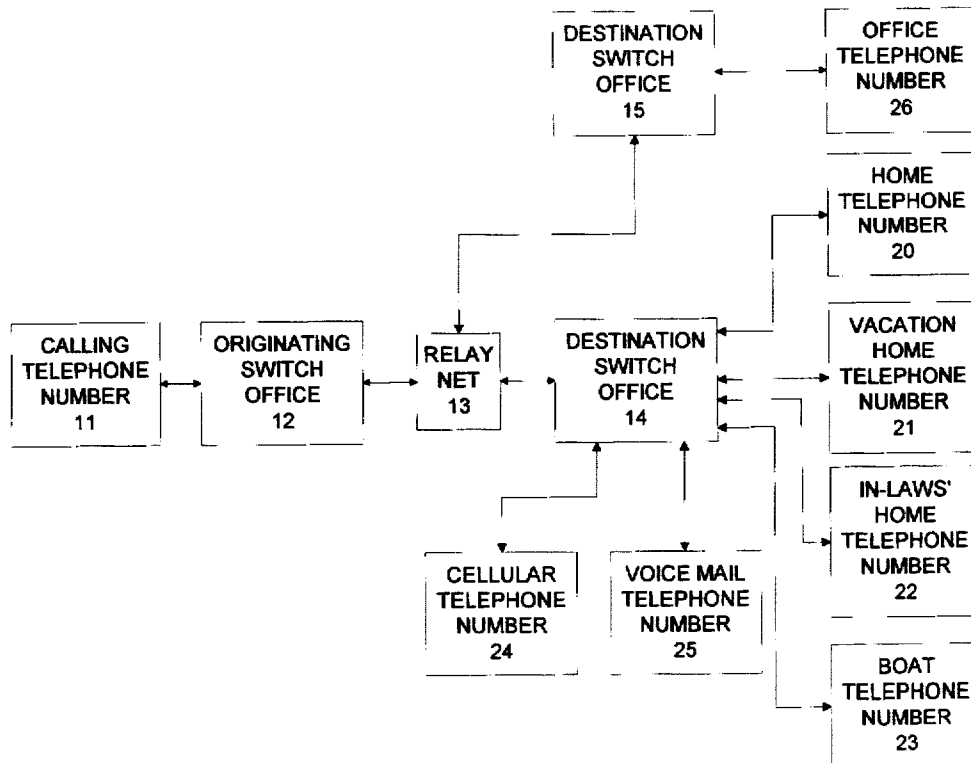 DESTINATION
SWITCH
OFFICE
15
OFFICE
TELEPHONE
NUMBER
26
HOME
TELEPHONE
NUMBER
20
CALLING
TELEPHONE
NUMBER
11
ORIGINATING
SWITCH
OFFICE
12
RELAY
NET
13
DESTINATION
SWITCH
OFFICE
14
VACATION
HOME
TELEPHONE
NUMBER
21
IN-LAWS'
HOME
TELEPHONE
NUMBER
22
CELLULAR
TELEPHONE
NUMBER
24
VOICE MAIL
TELEPHONE
NUMBER
25
BOAT
TELEPHONE
NUMBER
23